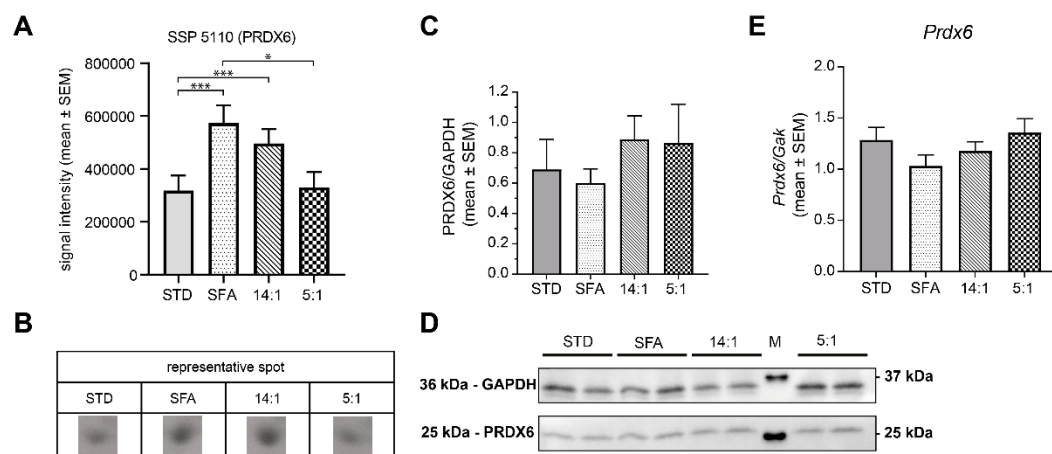 A
SSP 5110 (PRDX6)
signal intensity (mean ± SEM)
800000
600000
400000
200000
0
***
***
*
STD
SFA
14:1
5:1
B
representative spot
STD
SFA
14:1
5:1
C
PRDX6/GAPDH
(mean ± SEM)
1.2
1.0
0.8
0.6
0.4
0.2
0.0
STD
SFA
14:1
5:1
D
STD
SFA
14:1
M
5:1
36 kDa - GAPDH
- 37 kDa
25 kDa - PRDX6
- 25 kDa
E
Prdx6
Prdx6/Gak
(mean ± SEM)
2.0
1.5
1.0
0.5
0.0
STD
SFA
14:1
5:1